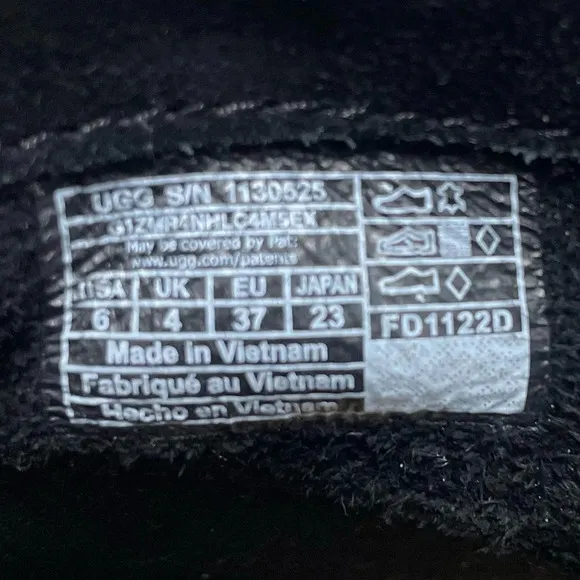 UGG S/N 1130525
G1ZMR4NHLC4M5EX
May be covered by Pat:
www.ugg.com/patents
USA UK EU JAPAN
6 4 37 23
FD1122D
Made in Vietnam
Fabriqué au Vietnam
Hecho en Vietnam